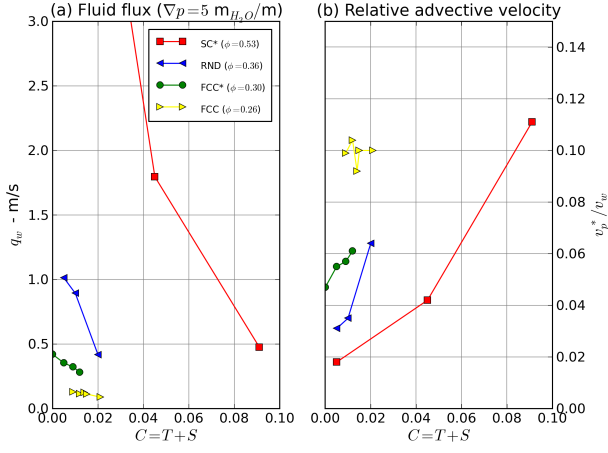 (a) Fluid flux (∇p=5 m_{H₂O}/m)
(b) Relative advective velocity
SC* (ϕ=0.53)
RND (ϕ=0.36)
FCC* (ϕ=0.30)
FCC (ϕ=0.26)
q_w - m/s
3.0
2.5
2.0
1.5
1.0
0.5
0.0
0.00 0.02 0.04 0.06 0.08 0.10
C=T+S
0.14
0.12
0.10
0.08
0.06
0.04
0.02
0.00
v_p^*/v_w
0.00 0.02 0.04 0.06 0.08 0.10
C=T+S